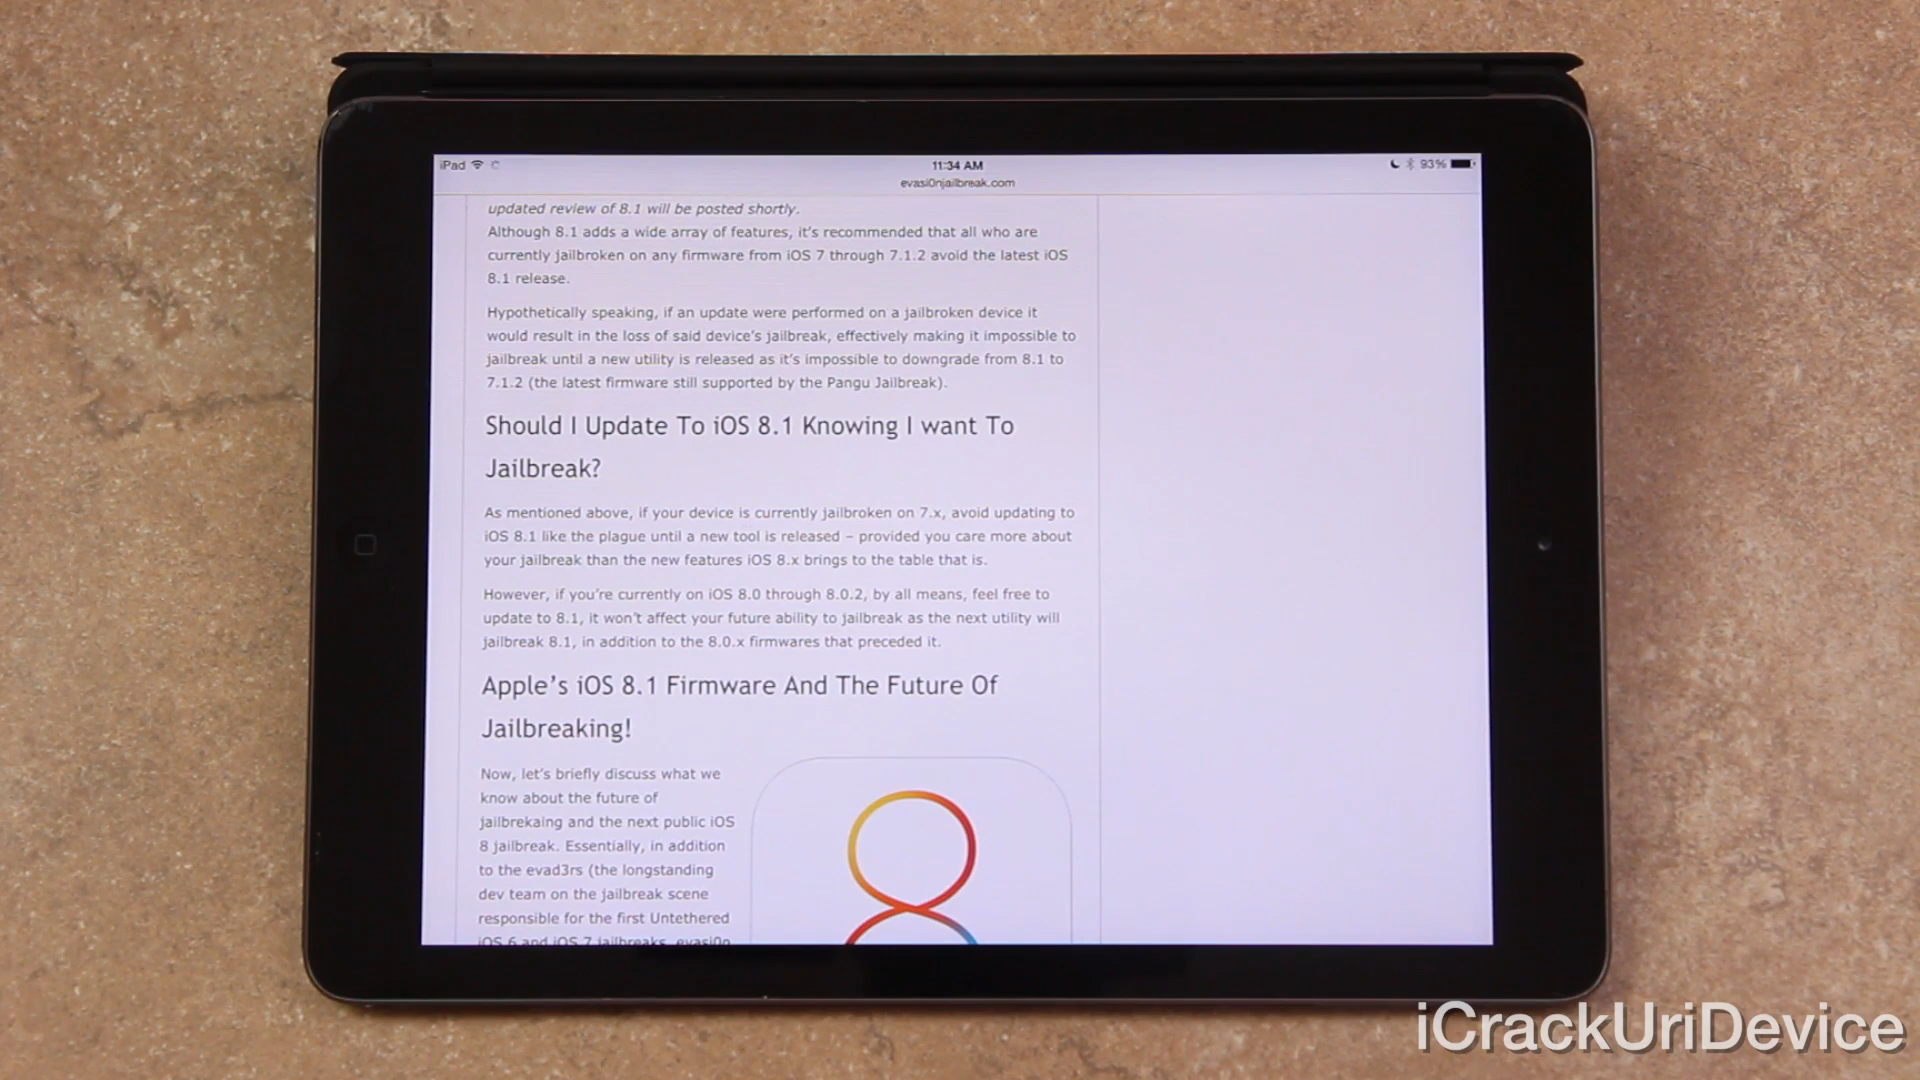 iPad
11:34 AM
93%
evasi0njailbreak.com
updated review of 8.1 will be posted shortly.
Although 8.1 adds a wide array of features, it's recommended that all who are
currently jailbroken on any firmware from iOS 7 through 7.1.2 avoid the latest iOS
8.1 release.
Hypothetically speaking, if an update were performed on a jailbroken device it
would result in the loss of said device's jailbreak, effectively making it impossible to
jailbreak until a new utility is released as it's impossible to downgrade from 8.1 to
7.1.2 (the latest firmware still supported by the Pangu Jailbreak).
Should I Update To iOS 8.1 Knowing I want To
Jailbreak?
As mentioned above, if your device is currently jailbroken on 7.x, avoid updating to
iOS 8.1 like the plague until a new tool is released – provided you care more about
your jailbreak than the new features iOS 8.x brings to the table that is.
However, if you're currently on iOS 8.0 through 8.0.2, by all means, feel free to
update to 8.1, it won't affect your future ability to jailbreak as the next utility will
jailbreak 8.1, in addition to the 8.0.x firmwares that preceded it.
Apple's iOS 8.1 Firmware And The Future Of
Jailbreaking!
Now, let's briefly discuss what we
know about the future of
jailbrekaing and the next public iOS
8 jailbreak. Essentially, in addition
to the evad3rs (the longstanding
dev team on the jailbreak scene
responsible for the first Untethered
iOS 6 and iOS 7 jailbreaks, evasi0n
iCrackUriDevice